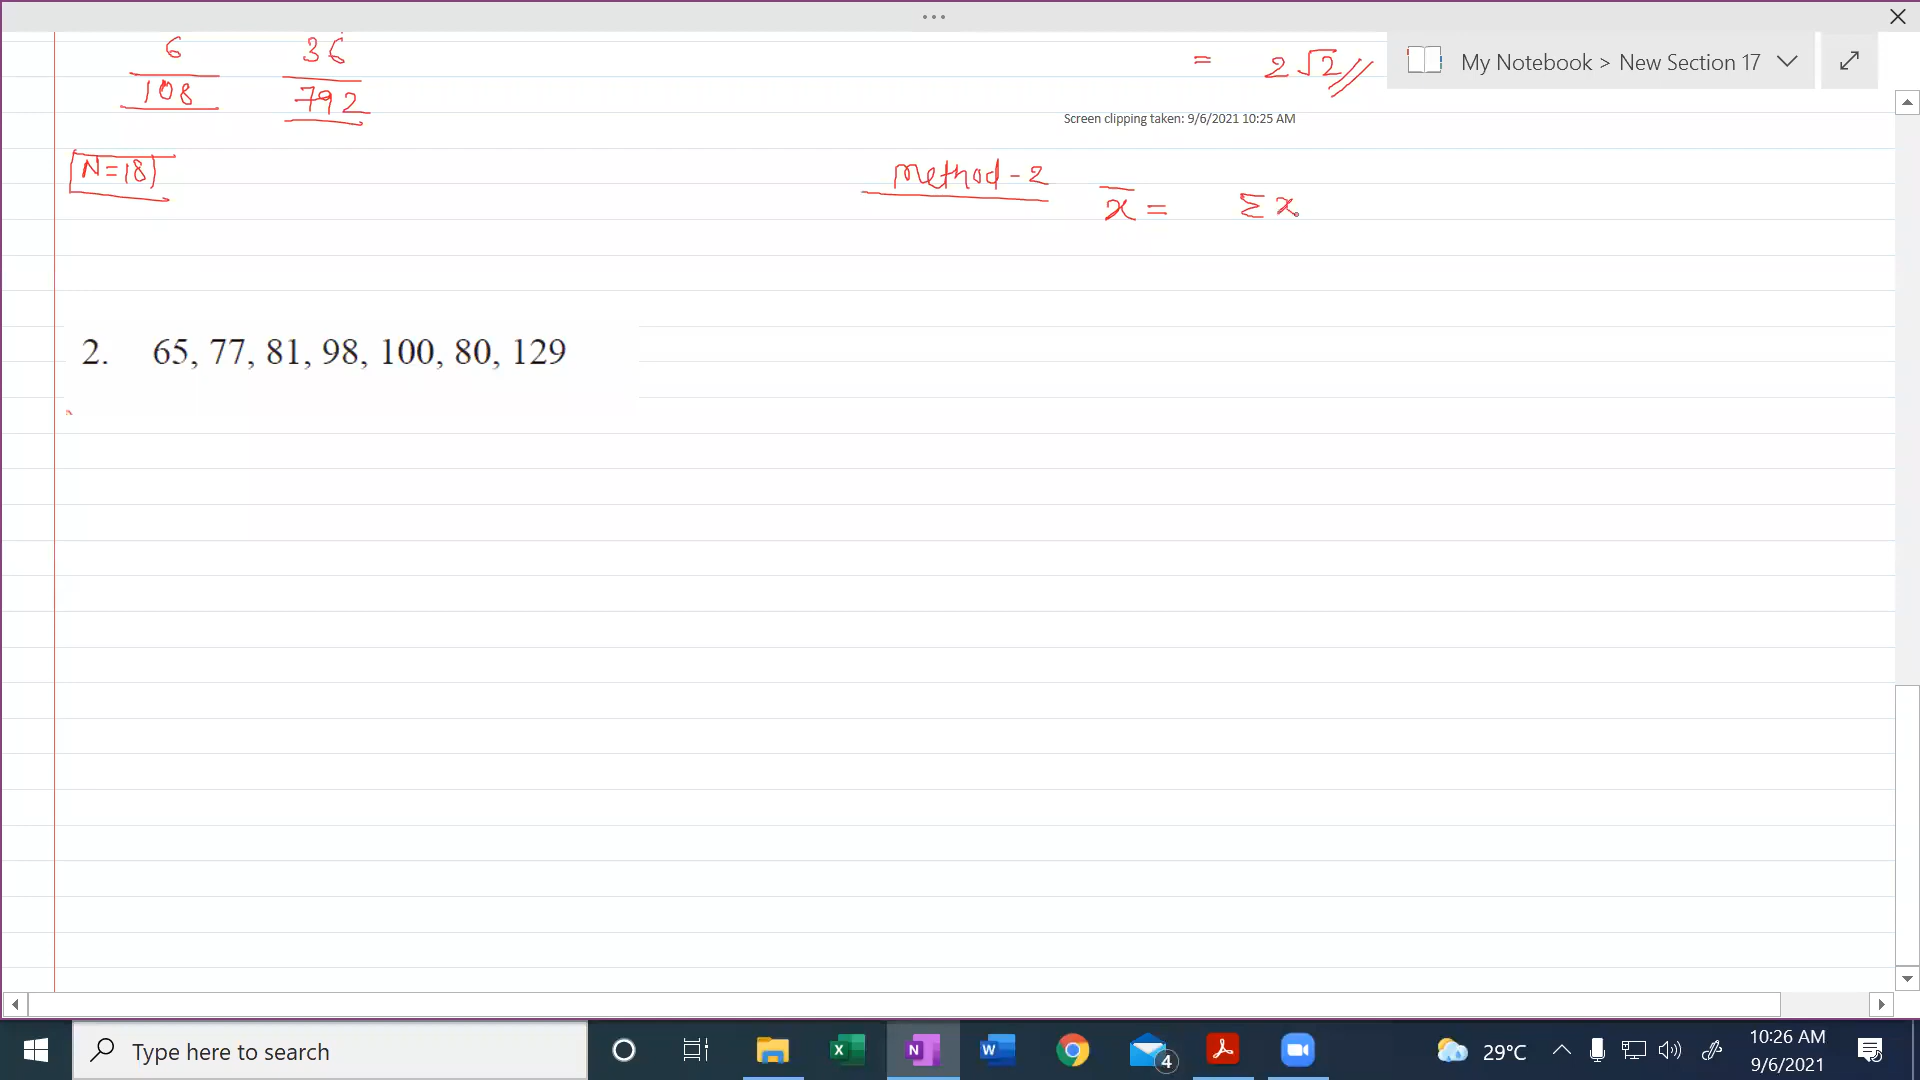 6 36
= 2√2 //
My Notebook > New Section 17
108 792
Screen clipping taken: 9/6/2021 10:25 AM
N=18
Method-2
x̄ = Σx
2. 65, 77, 81, 98, 100, 80, 129
Type here to search
4
29°C
10:26 AM
9/6/2021